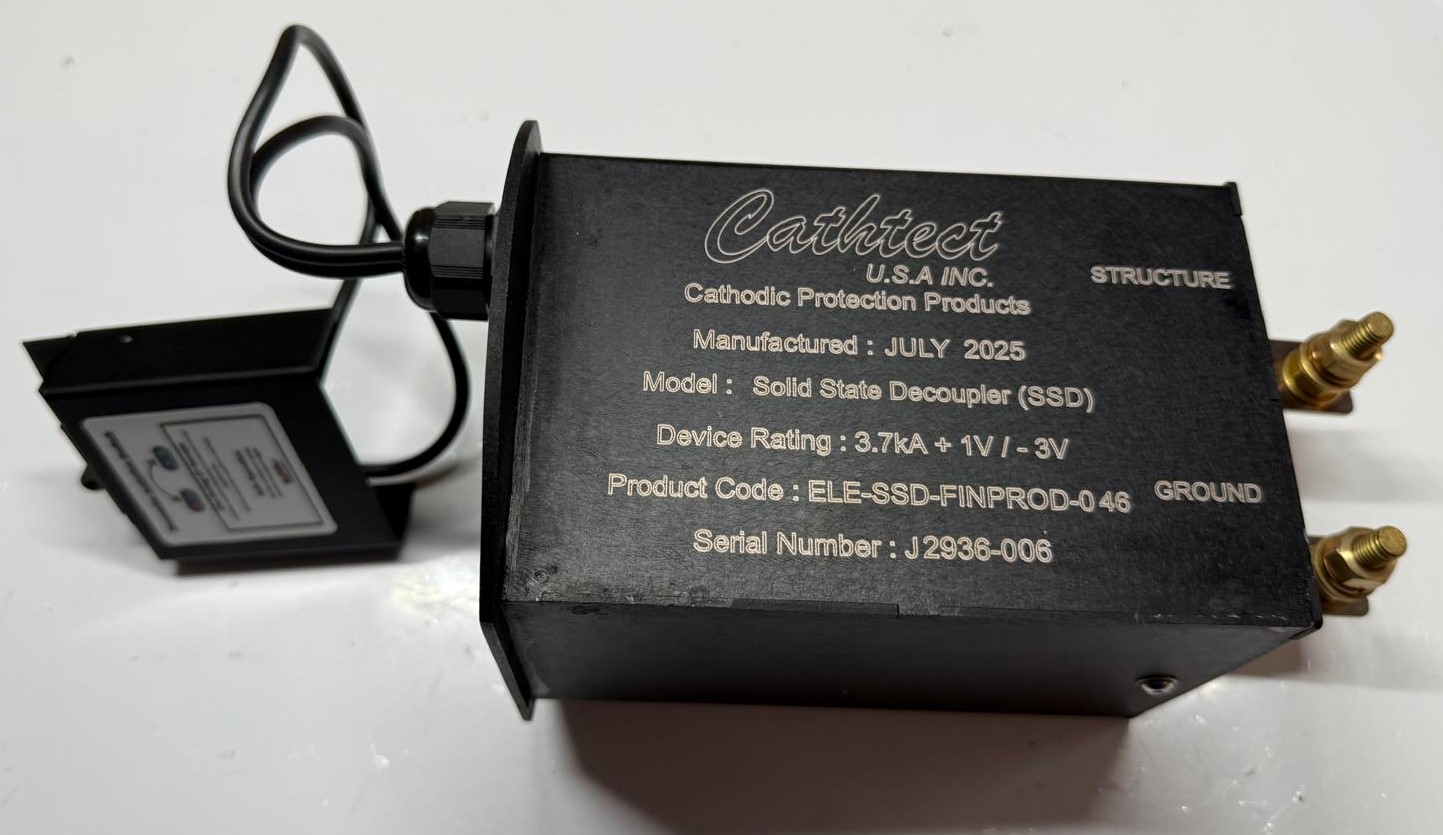 Cathtect
U.S.A INC.
Cathodic Protection Products
Manufactured : JULY 2025
Model : Solid State Decoupler (SSD)
Device Rating : 3.7kA + 1V / - 3V
Product Code : ELE-SSD-FINPROD-046
Serial Number : J2936-006
STRUCTURE
GROUND